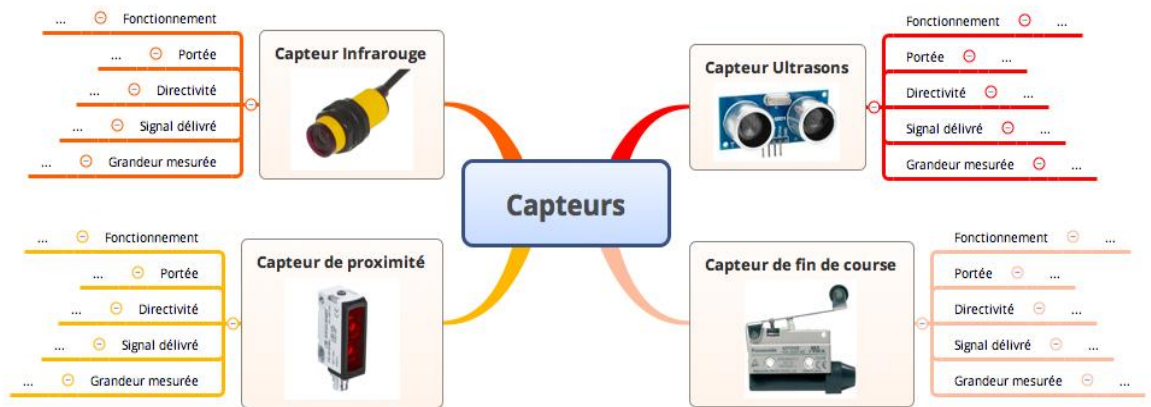 Capteurs
Capteur Infrarouge
... Fonctionnement
... Portée
... Directivité
... Signal délivré
... Grandeur mesurée
Capteur de proximité
... Fonctionnement
... Portée
... Directivité
... Signal délivré
... Grandeur mesurée
Capteur Ultrasons
Fonctionnement ...
Portée ...
Directivité ...
Signal délivré ...
Grandeur mesurée ...
Capteur de fin de course
Fonctionnement ...
Portée ...
Directivité ...
Signal délivré ...
Grandeur mesurée ...